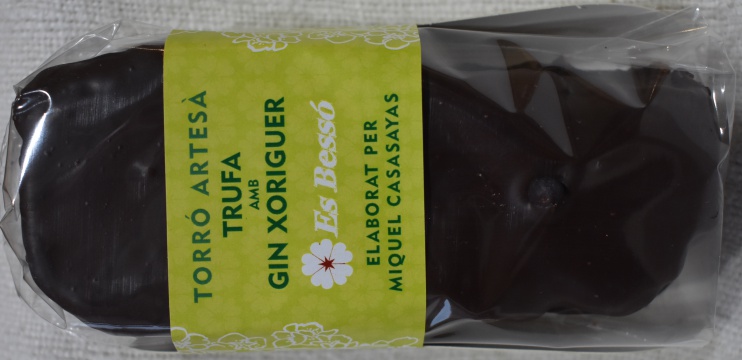 TORRÓ ARTESÀ
TRUFA
AMB
GIN XORIGUER
Es Bessó
ELABORAT PER
MIQUEL CASASAYAS